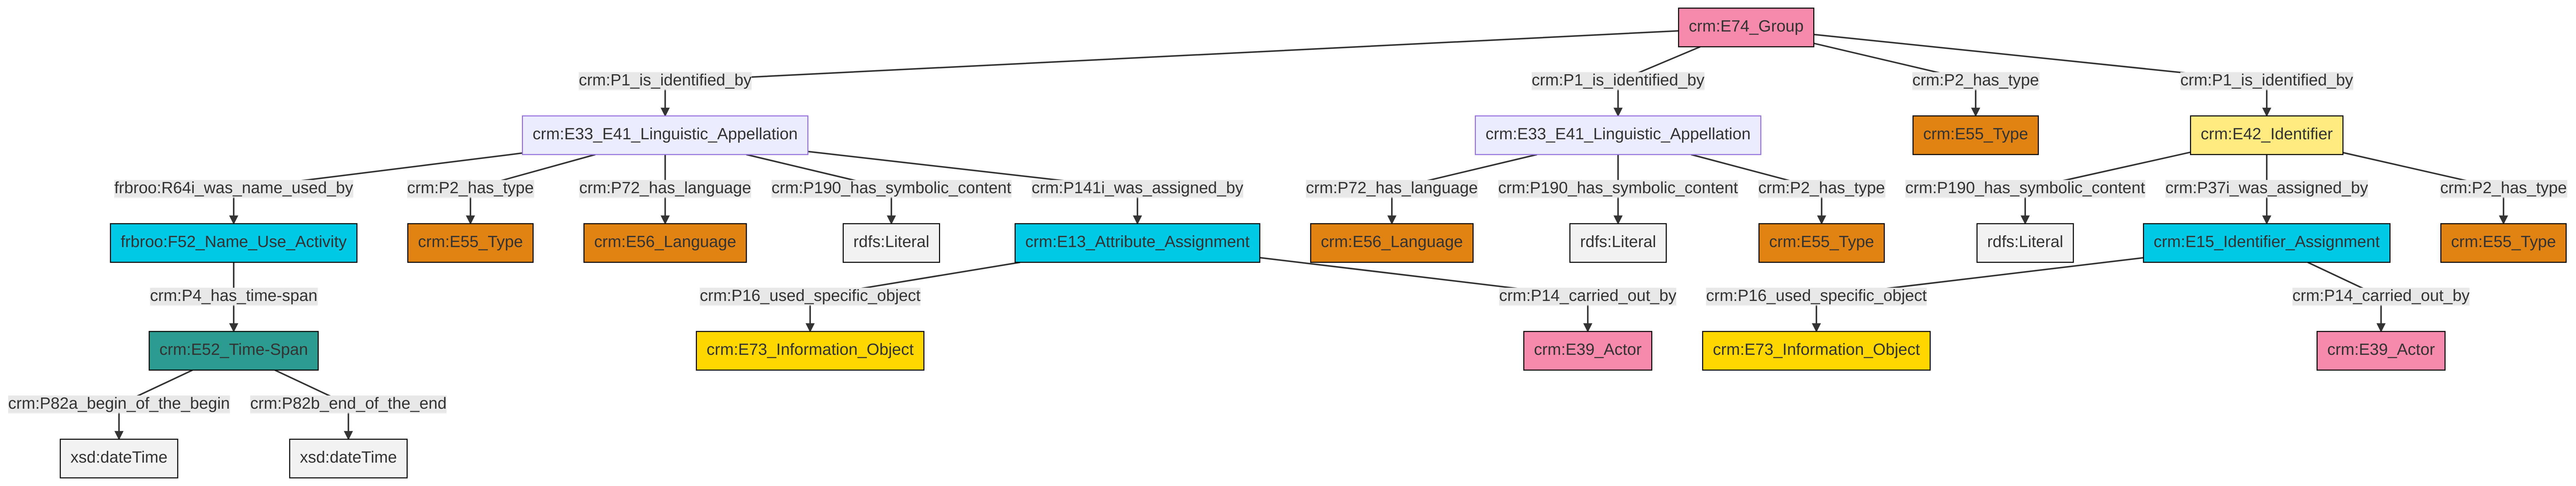 crm:E74_Group
crm:P1_is_identified_by
crm:P1_is_identified_by
crm:P2_has_type
crm:P1_is_identified_by
crm:E33_E41_Linguistic_Appellation
crm:E33_E41_Linguistic_Appellation
crm:E55_Type
crm:E42_Identifier
frbroo:R64i_was_name_used_by
crm:P2_has_type
crm:P72_has_language
crm:P190_has_symbolic_content
crm:P141i_was_assigned_by
crm:P72_has_language
crm:P190_has_symbolic_content
crm:P2_has_type
crm:P190_has_symbolic_content
crm:P37i_was_assigned_by
crm:P2_has_type
frbroo:F52_Name_Use_Activity
crm:E55_Type
crm:E56_Language
rdfs:Literal
crm:E13_Attribute_Assignment
crm:E56_Language
rdfs:Literal
crm:E55_Type
rdfs:Literal
crm:E15_Identifier_Assignment
crm:E55_Type
crm:P4_has_time-span
crm:P16_used_specific_object
crm:P14_carried_out_by
crm:P16_used_specific_object
crm:P14_carried_out_by
crm:E52_Time-Span
crm:E73_Information_Object
crm:E39_Actor
crm:E73_Information_Object
crm:E39_Actor
crm:P82a_begin_of_the_begin
crm:P82b_end_of_the_end
xsd:dateTime
xsd:dateTime